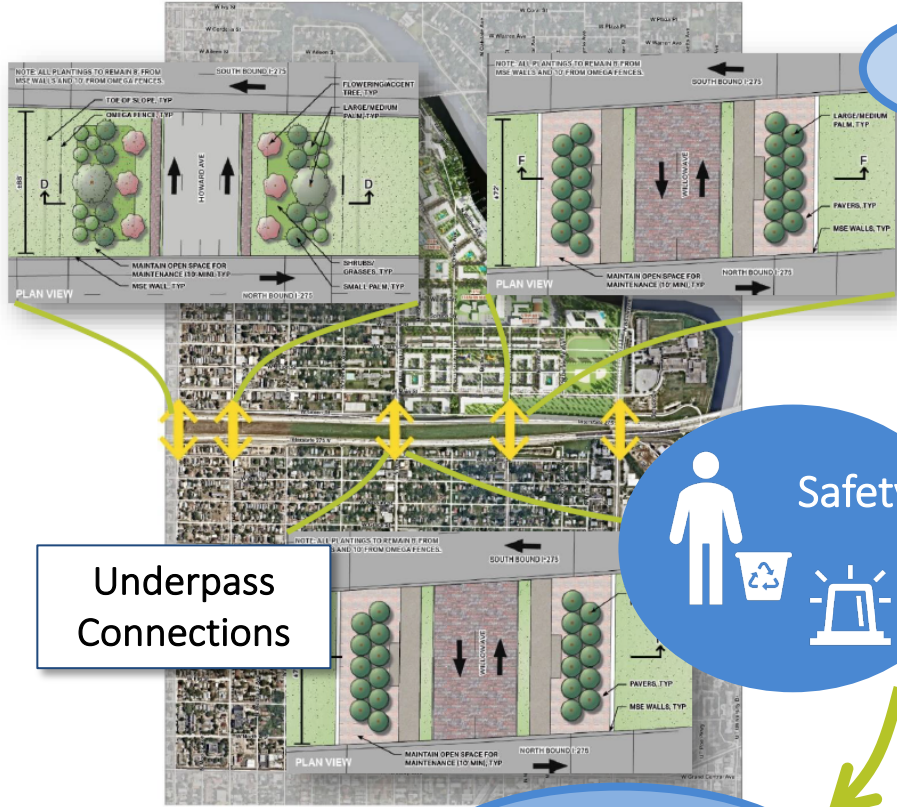 NOTE: ALL PLANTINGS TO REMAIN 8' FROM
MSE WALLS AND 10' FROM OMEGA FENCES.
SOUTH BOUND I-275
TOE OF SLOPE, TYP
OMEGA FENCE, TYP
FLOWERING/ACCENT
TREE, TYP
LARGE/MEDIUM
PALM, TYP
±88'
D
HOWARD AVE
D
MAINTAIN OPEN SPACE FOR
MAINTENANCE (10' MIN), TYP
MSE WALL, TYP
SHRUBS/
GRASSES, TYP
SMALL PALM, TYP
PLAN VIEW
NORTH BOUND I-275
NOTE: ALL PLANTINGS TO REMAIN 8' FROM
MSE WALLS AND 10' FROM OMEGA FENCES.
SOUTH BOUND I-275
LARGE/MEDIUM
PALM, TYP
±72'
F
WILLOW AVE
F
PAVERS, TYP
MSE WALLS, TYP
MAINTAIN OPEN SPACE FOR
MAINTENANCE (10' MIN), TYP
NORTH BOUND I-275
PLAN VIEW
Interstate 275 N
Safety
Underpass
Connections
NOTE: ALL PLANTINGS TO REMAIN 8' FROM
S AND 10' FROM OMEGA FENCES.
SOUTH BOUND I-275
WILLOW AVE
PAVERS, TYP
MSE WALLS, TYP
MAINTAIN OPEN SPACE FOR
MAINTENANCE (10' MIN), TYP
NORTH BOUND I-275
PLAN VIEW
W Grand Central Ave